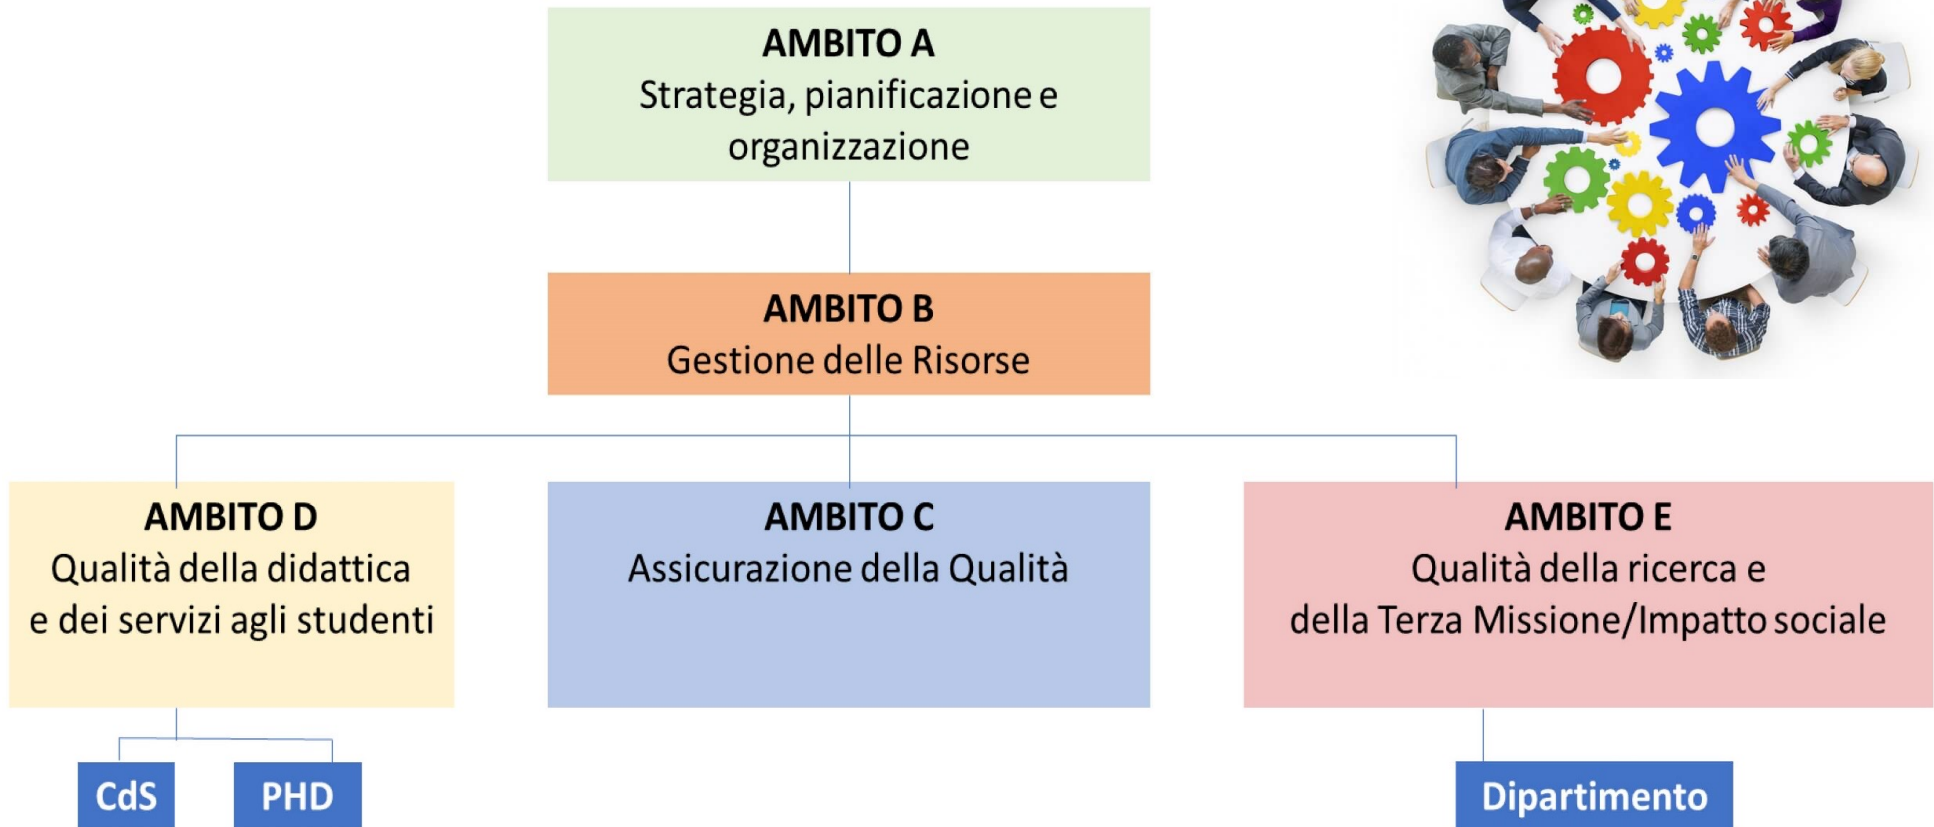 AMBITO A
Strategia, pianificazione e
organizzazione
AMBITO B
Gestione delle Risorse
AMBITO D
Qualità della didattica
e dei servizi agli studenti
AMBITO C
Assicurazione della Qualità
AMBITO E
Qualità della ricerca e
della Terza Missione/Impatto sociale
CdS
PHD
Dipartimento